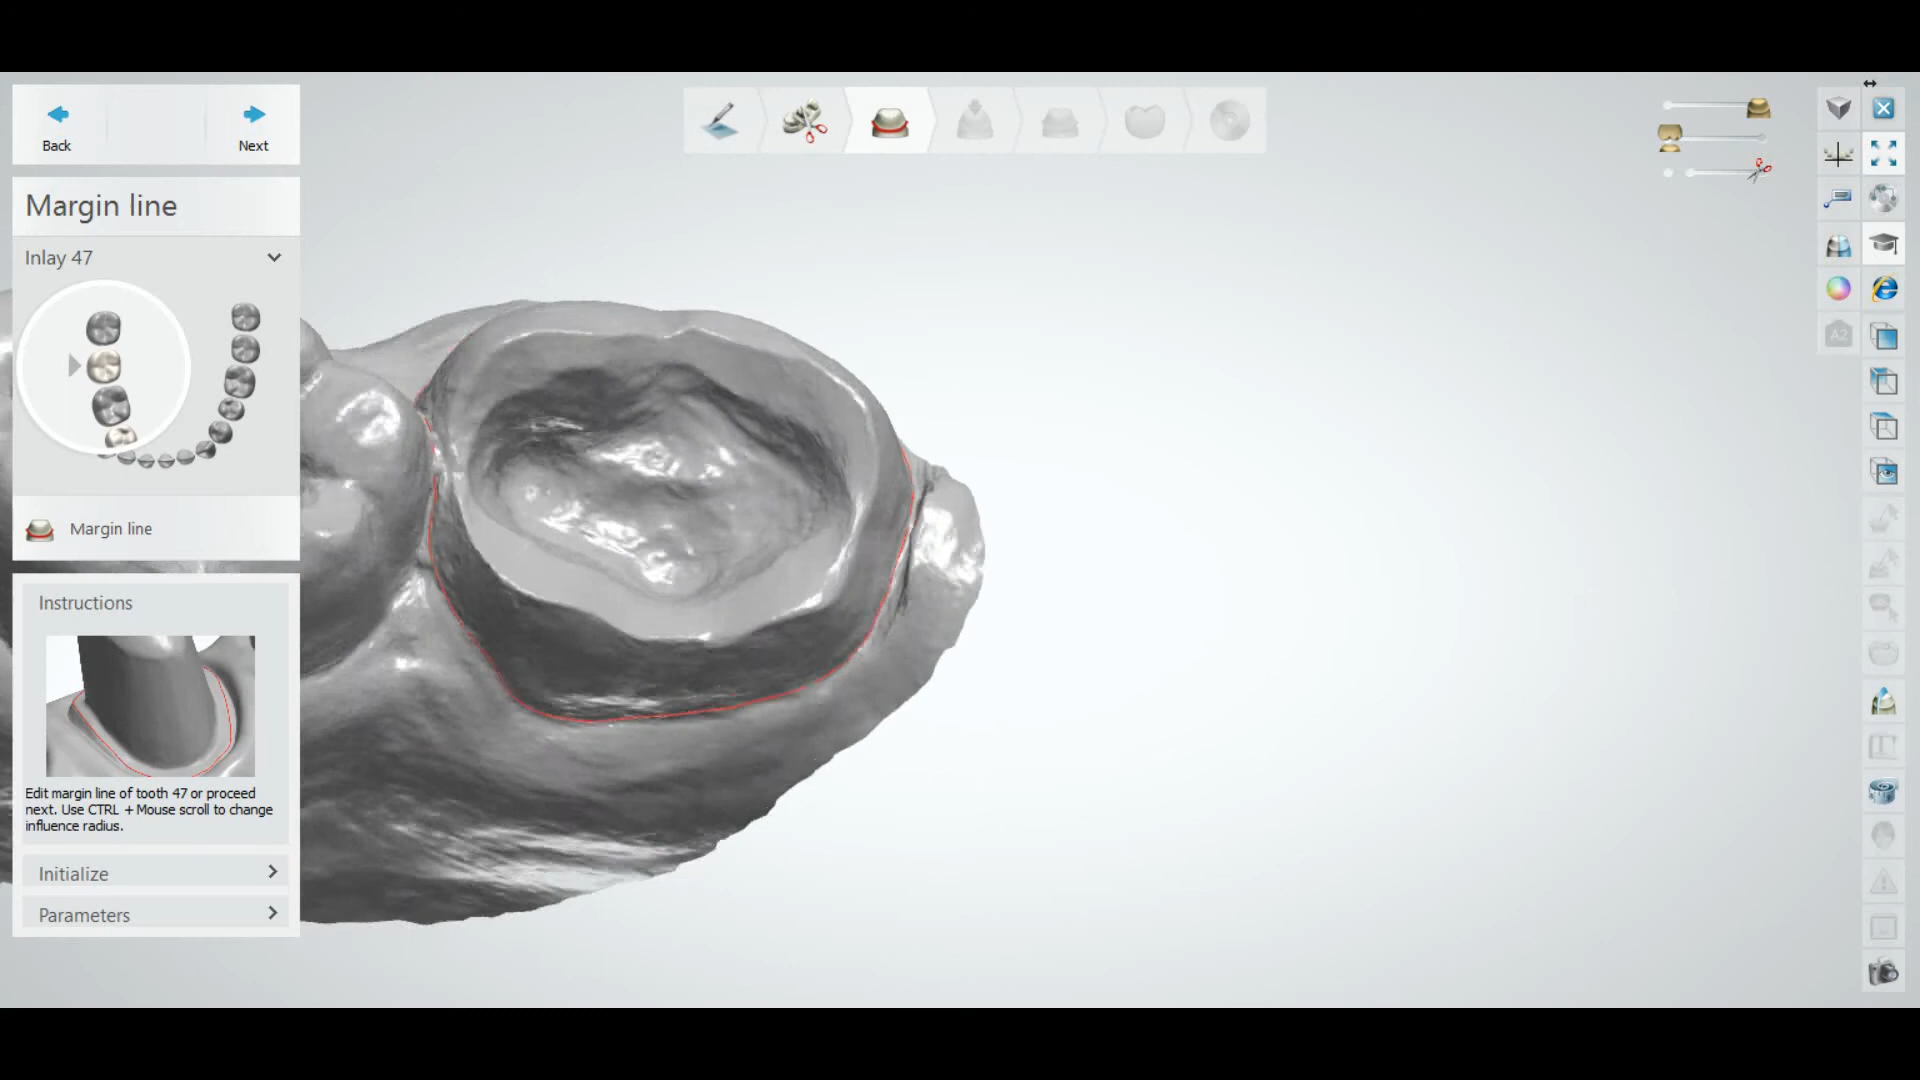 Back
Next
Margin line
Inlay 47
Margin line
Instructions
Edit margin line of tooth 47 or proceed
next. Use CTRL + Mouse scroll to change
influence radius.
Initialize
Parameters
A2